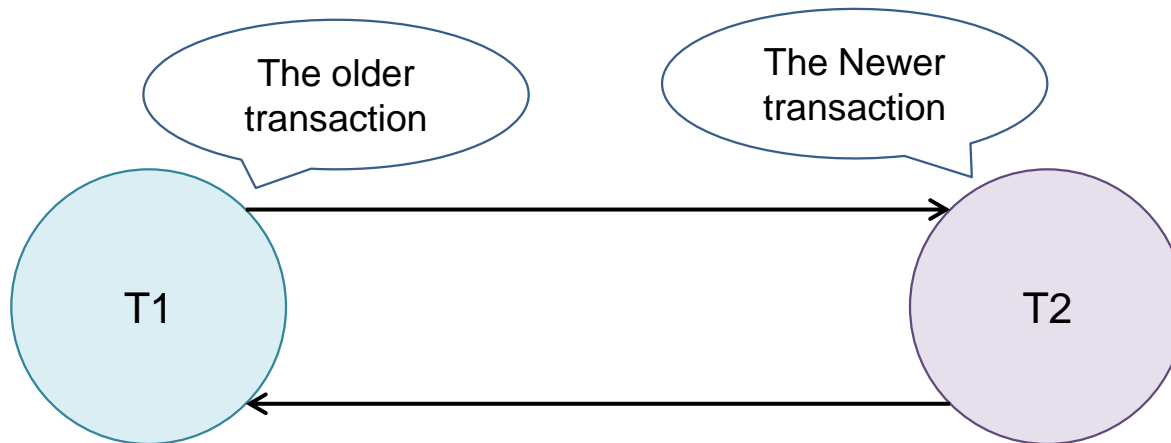 The older
transaction
The Newer
transaction
T1
T2